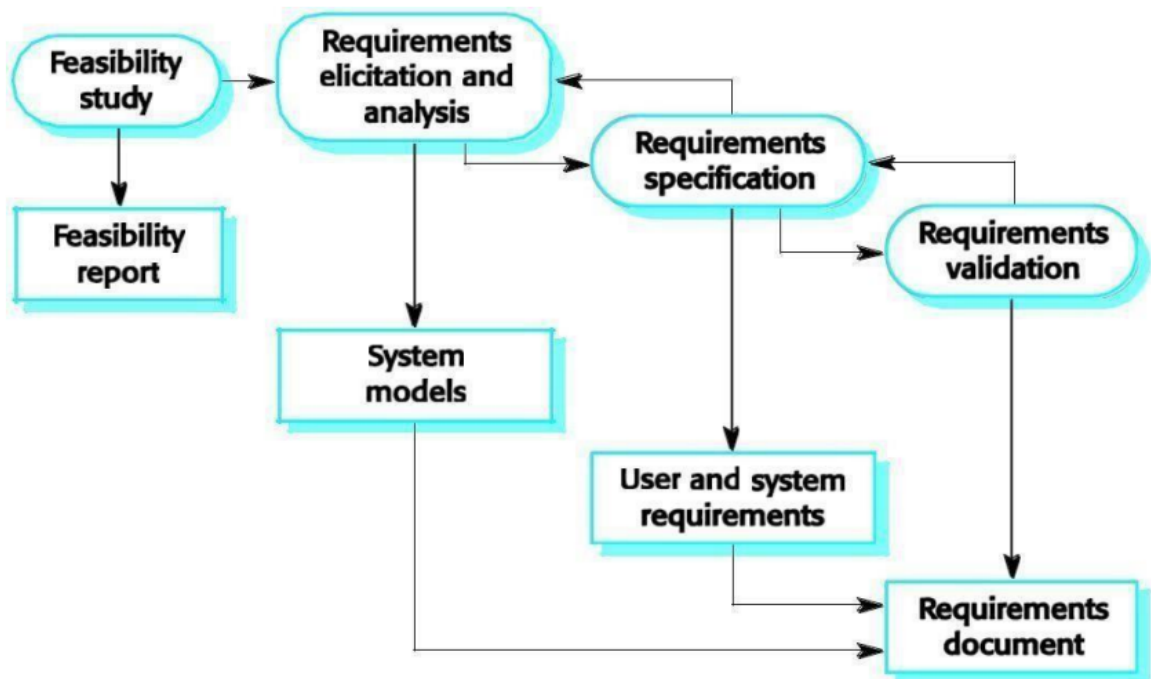 Feasibility
study
Requirements
elicitation and
analysis
Requirements
specification
Requirements
validation
Feasibility
report
System
models
User and system
requirements
Requirements
document